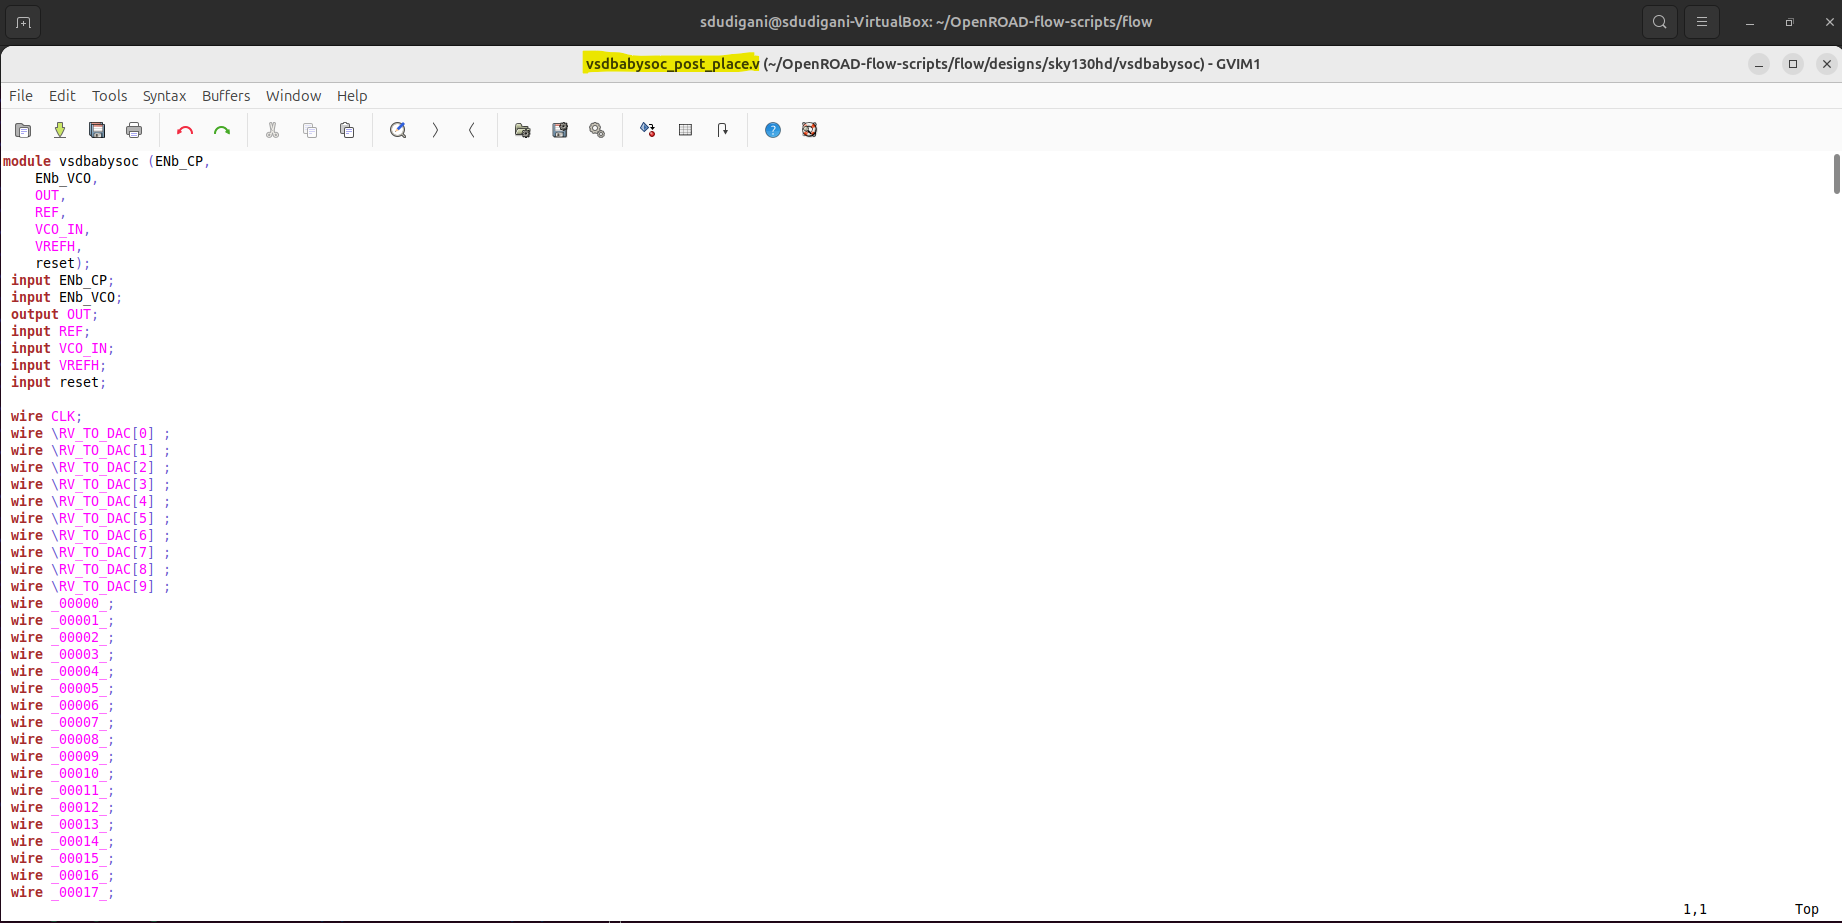 sdudigani@sdudigani-VirtualBox: ~/OpenROAD-flow-scripts/flow
vsdbabysoc_post_place.v (~/OpenROAD-flow-scripts/flow/designs/sky130hd/vsdbabysoc) - GVIM1
File Edit Tools Syntax Buffers Window Help
module vsdbabysoc (ENb_CP,
    ENb_VCO,
    OUT,
    REF,
    VCO_IN,
    VREFH,
    reset);
 input ENb_CP;
 input ENb_VCO;
 output OUT;
 input REF;
 input VCO_IN;
 input VREFH;
 input reset;
 wire CLK;
 wire \RV_TO_DAC[0] ;
 wire \RV_TO_DAC[1] ;
 wire \RV_TO_DAC[2] ;
 wire \RV_TO_DAC[3] ;
 wire \RV_TO_DAC[4] ;
 wire \RV_TO_DAC[5] ;
 wire \RV_TO_DAC[6] ;
 wire \RV_TO_DAC[7] ;
 wire \RV_TO_DAC[8] ;
 wire \RV_TO_DAC[9] ;
 wire _00000_;
 wire _00001_;
 wire _00002_;
 wire _00003_;
 wire _00004_;
 wire _00005_;
 wire _00006_;
 wire _00007_;
 wire _00008_;
 wire _00009_;
 wire _00010_;
 wire _00011_;
 wire _00012_;
 wire _00013_;
 wire _00014_;
 wire _00015_;
 wire _00016_;
 wire _00017_;
1,1 Top